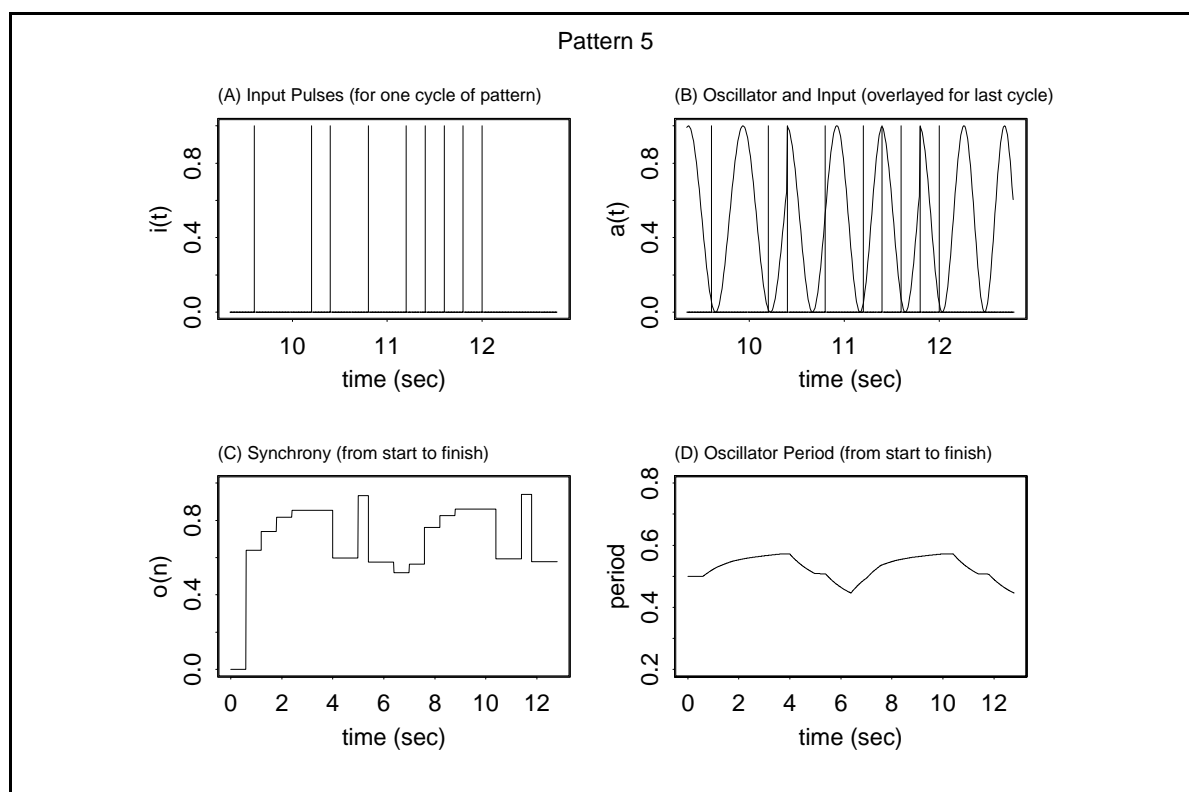 Pattern 5
(A) Input Pulses (for one cycle of pattern)
i(t)
0.0 0.4 0.8
10 11 12
time (sec)
(B) Oscillator and Input (overlayed for last cycle)
a(t)
0.0 0.4 0.8
10 11 12
time (sec)
(C) Synchrony (from start to finish)
o(n)
0.0 0.4 0.8
0 2 4 6 8 10 12
time (sec)
(D) Oscillator Period (from start to finish)
period
0.2 0.4 0.6 0.8
0 2 4 6 8 10 12
time (sec)